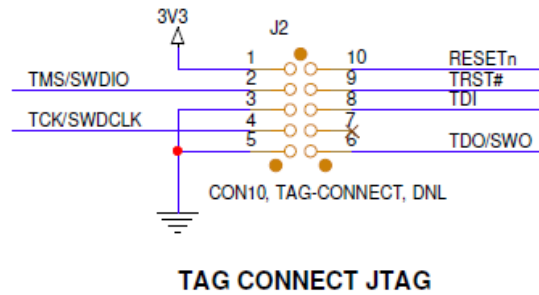 3V3
J2
1 10 RESETn
TMS/SWDIO 2 9 TRST#
3 8 TDI
TCK/SWDCLK 4 7
5 6 TDO/SWO
CON10, TAG-CONNECT, DNL
TAG CONNECT JTAG